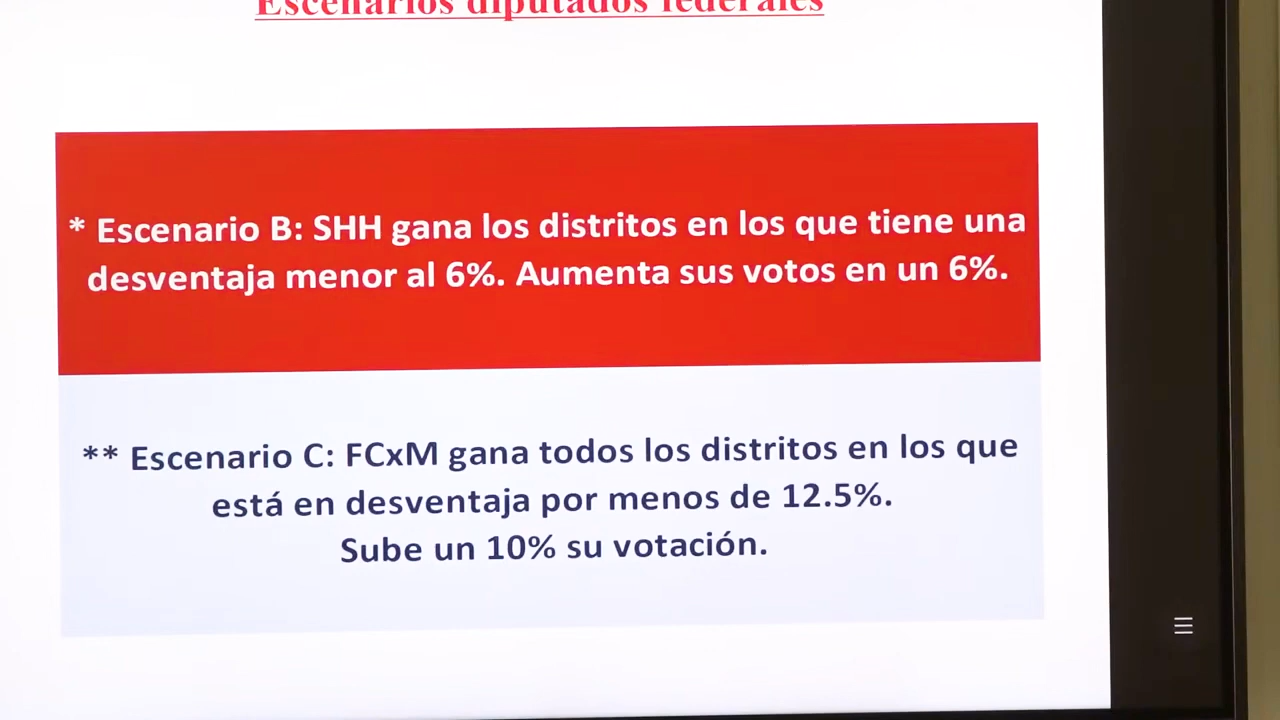 Escenarios diputados federales
* Escenario B: SHH gana los distritos en los que tiene una
desventaja menor al 6%. Aumenta sus votos en un 6%.
** Escenario C: FCxM gana todos los distritos en los que
está en desventaja por menos de 12.5%.
Sube un 10% su votación.